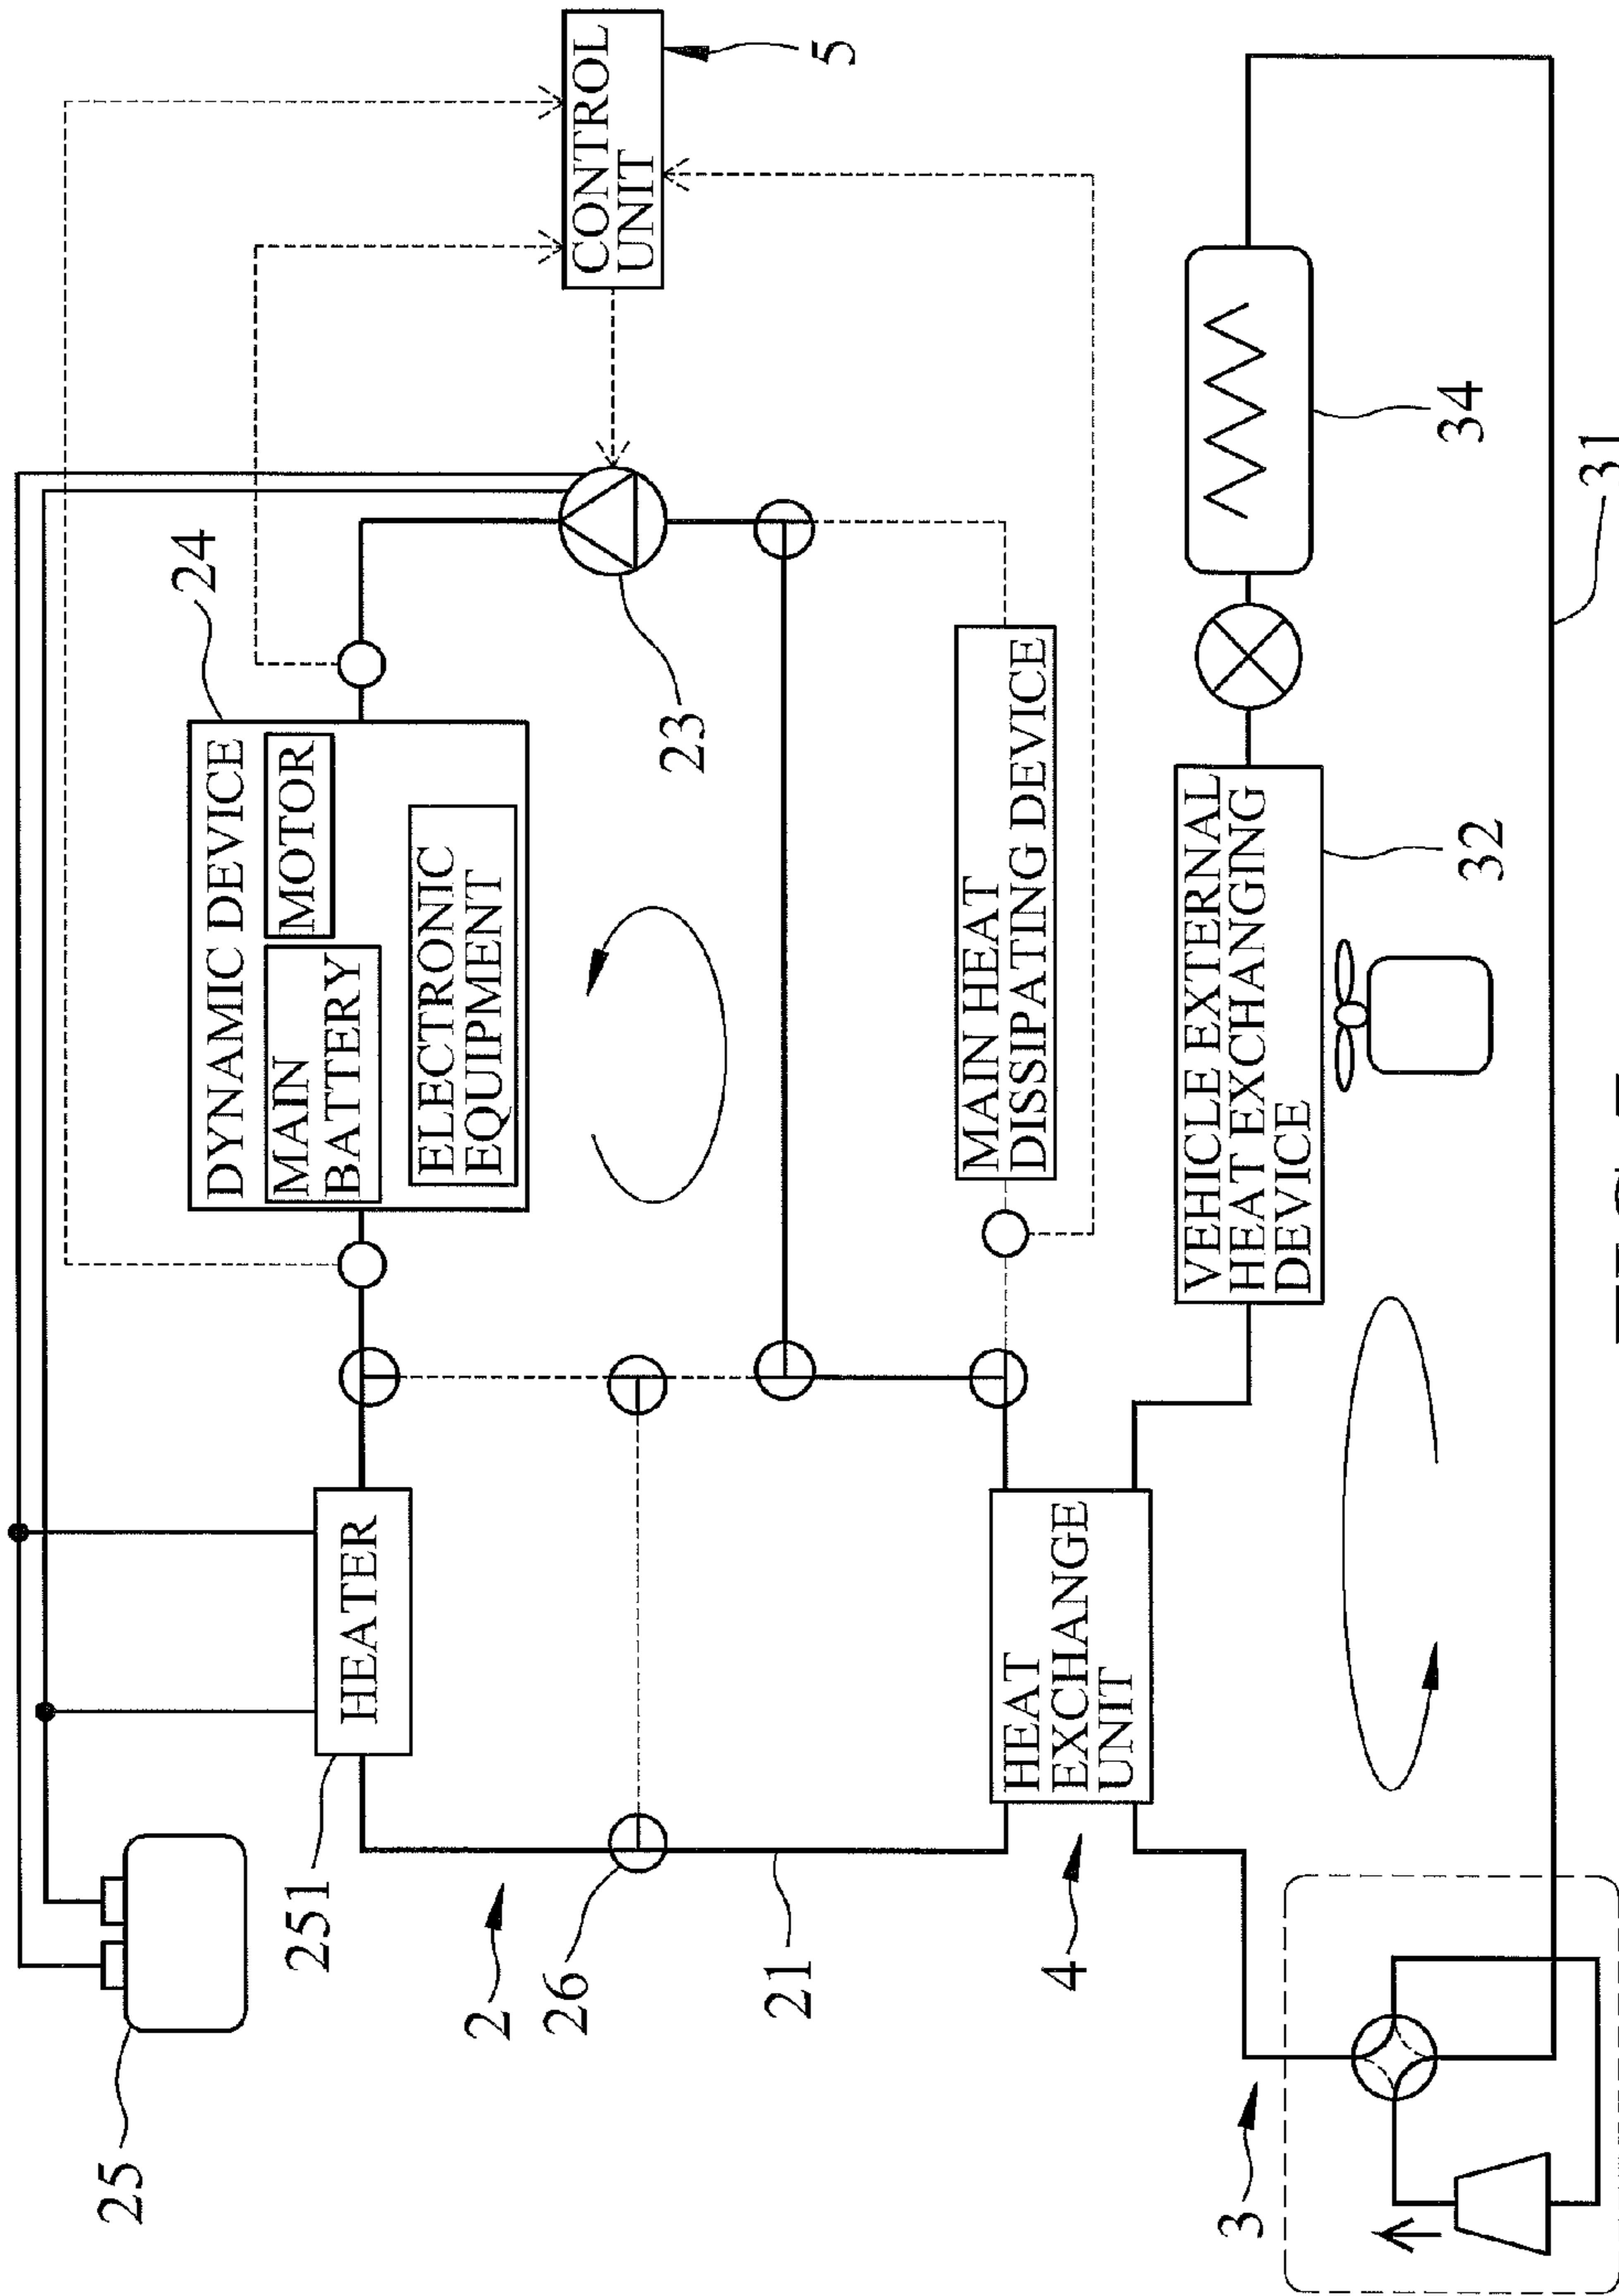 25
24
251
HEATER
DYNAMIC DEVICE
MAIN
BATTERY
MOTOR
ELECTRONIC
EQUIPMENT
2
26
23
CONTROL
UNIT
5
21
4
HEAT
EXCHANGE
UNIT
MAIN HEAT
DISSIPATING DEVICE
3
VEHICLE EXTERNAL
HEAT EXCHANGING
DEVICE
32
34
31